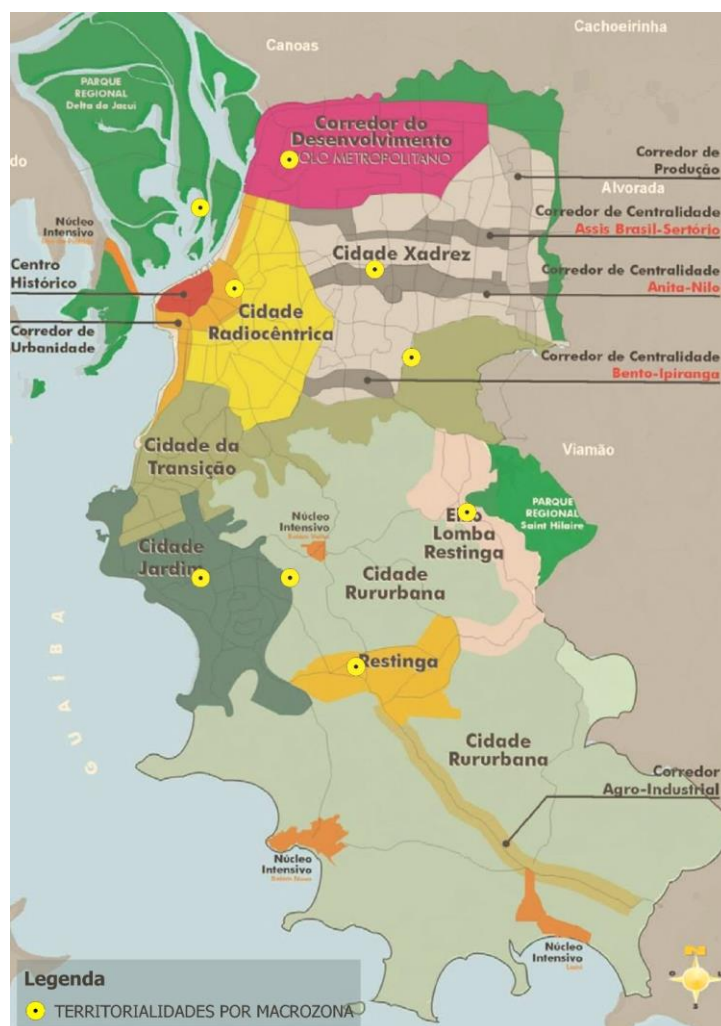 Canoas
Cachoeirinha
PARQUE
REGIONAL
Delta do Jacuí
Corredor do
Desenvolvimento
OLO METROPOLITANO
Corredor de
Produção
Alvorada
Núcleo
Intensivo
Corredor de Centralidade
Assis Brasil-Sertório
Cidade Xadrez
Centro
Histórico
Corredor de Centralidade
Anita-Nilo
Cidade
Radiocêntrica
Corredor de
Urbanidade
Corredor de Centralidade
Bento-Ipiranga
Cidade da
Transição
Viamão
PARQUE
REGIONAL
Saint Hilaire
Núcleo
Intensivo
Lomba
Restinga
Cidade
Jardim
Cidade
Rururbana
GUAÍBA
Restinga
Cidade
Rururbana
Corredor
Agro-Industrial
Núcleo
Intensivo
Núcleo
Intensivo
Lami
Legenda
TERRITORIALIDADES POR MACROZONA